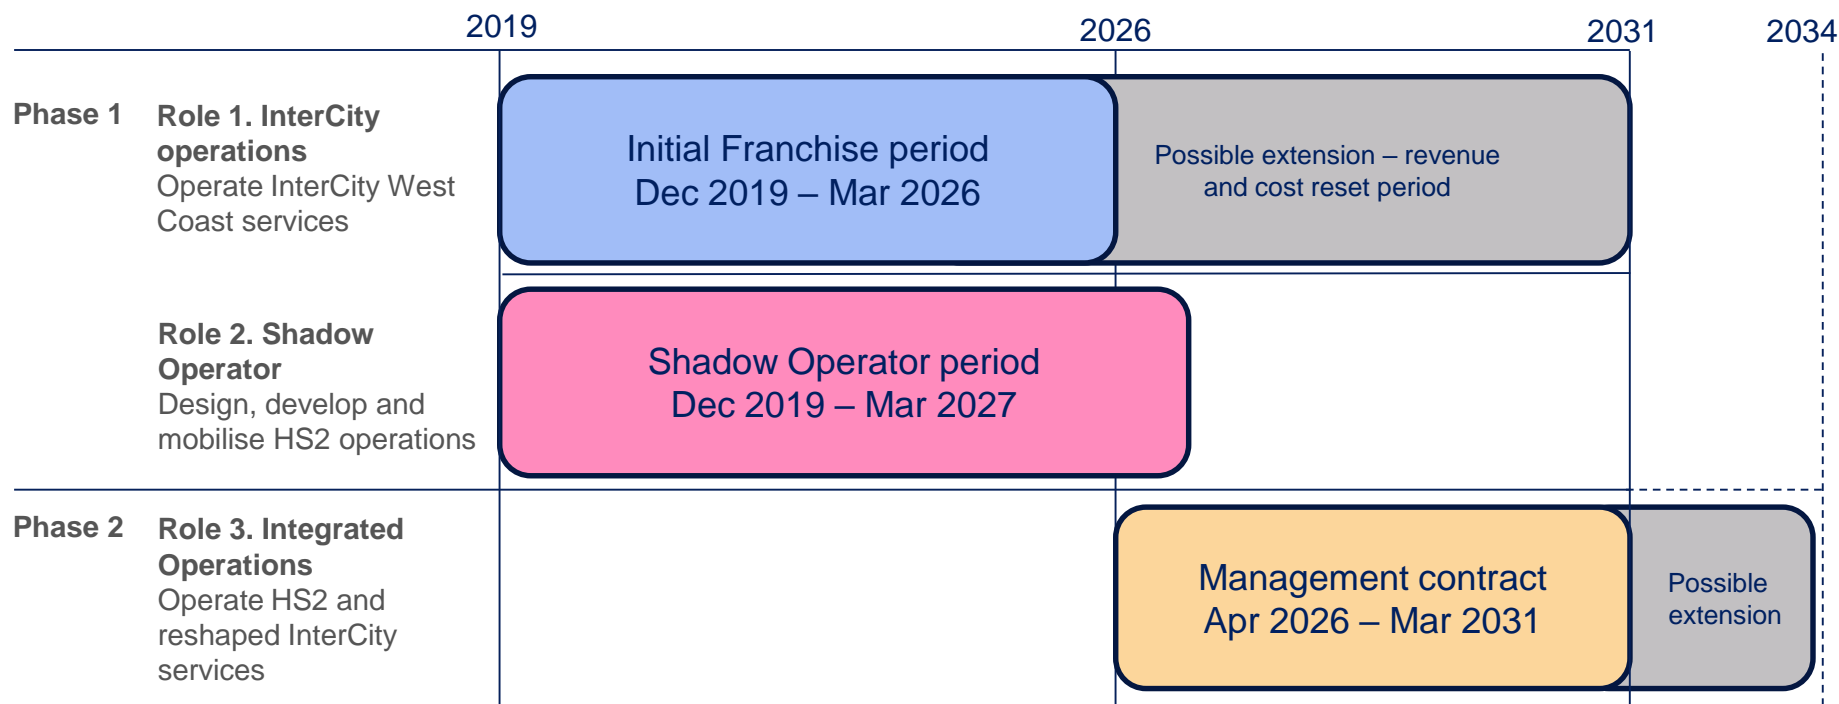 2019
2026
2031
2034
Phase 1
Role 1. InterCity
operations
Operate InterCity West
Coast services
Initial Franchise period
Dec 2019 – Mar 2026
Possible extension – revenue
and cost reset period
Role 2. Shadow
Operator
Design, develop and
mobilise HS2 operations
Shadow Operator period
Dec 2019 – Mar 2027
Phase 2
Role 3. Integrated
Operations
Operate HS2 and
reshaped InterCity
services
Management contract
Apr 2026 – Mar 2031
Possible
extension